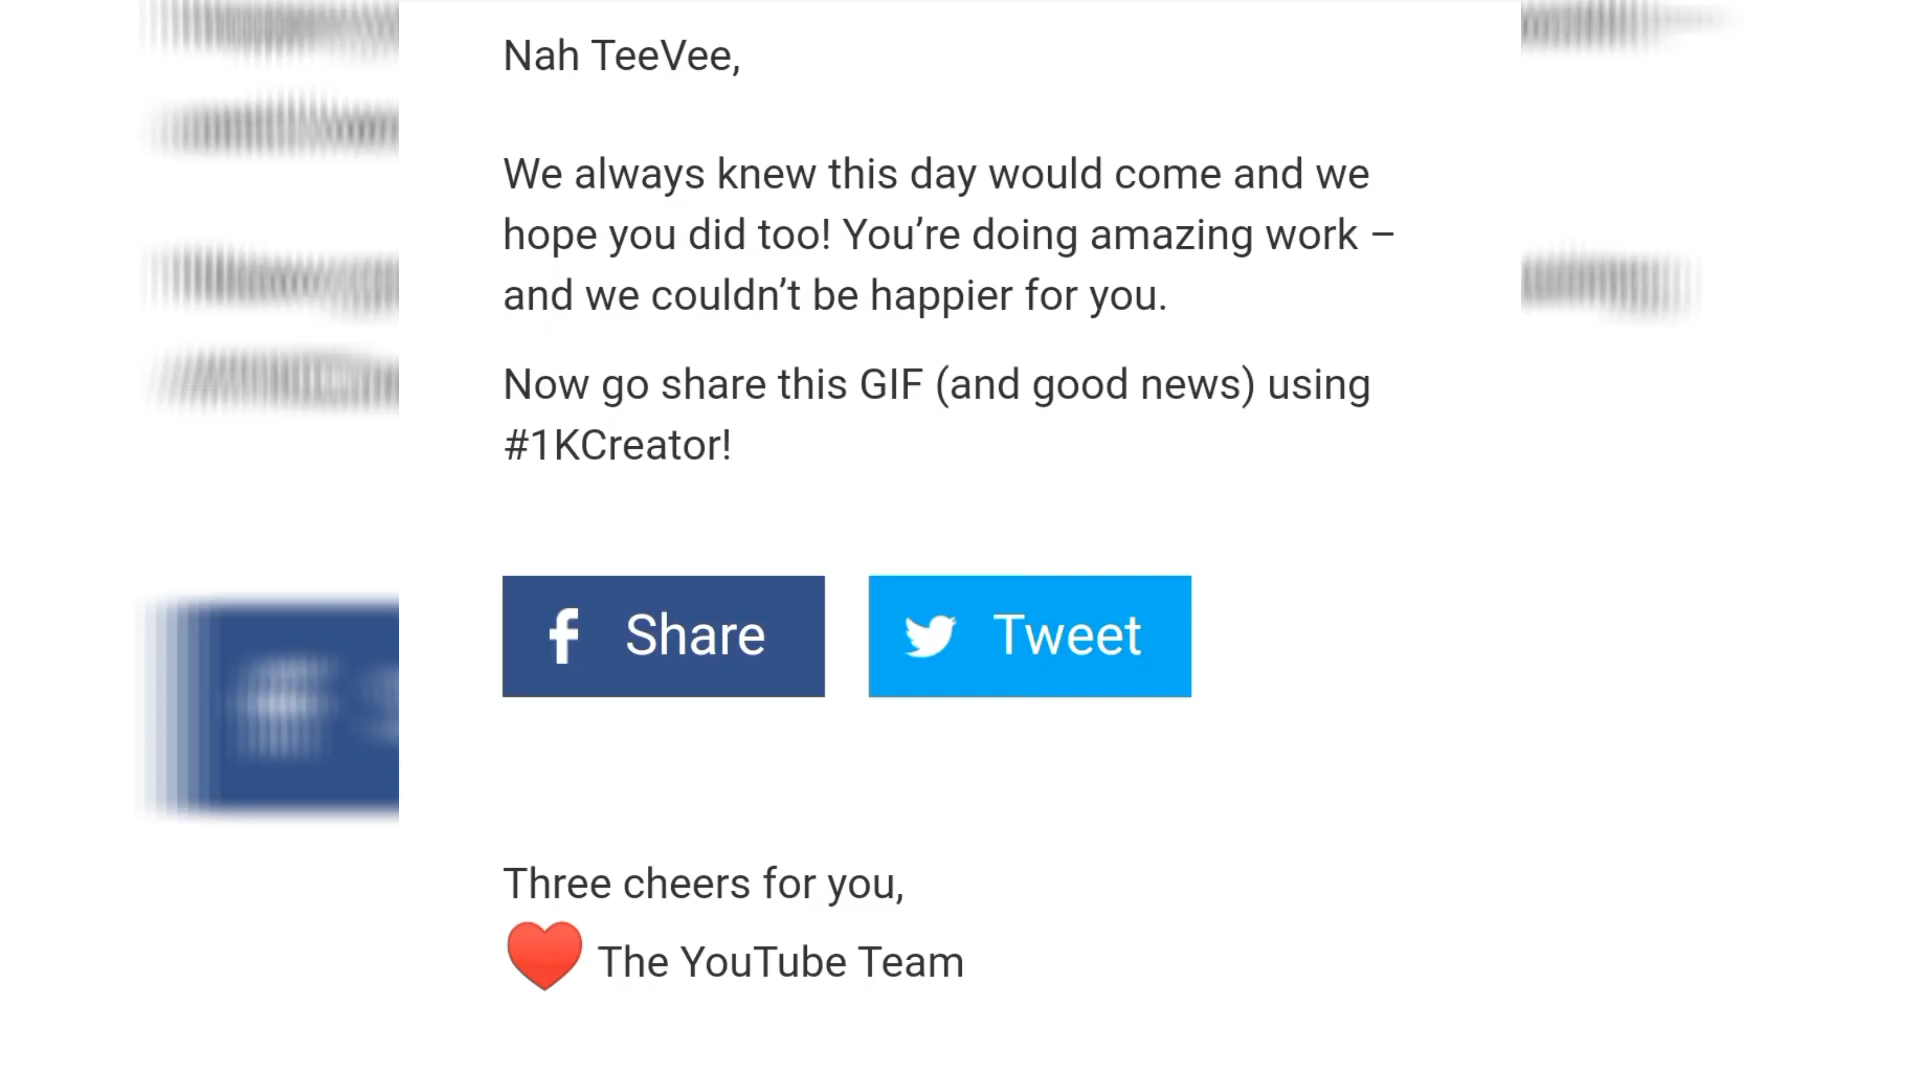 Nah TeeVee,
We always knew this day would come and we
hope you did too! You’re doing amazing work –
and we couldn’t be happier for you.
Now go share this GIF (and good news) using
#1KCreator!
Share
Tweet
Three cheers for you,
The YouTube Team